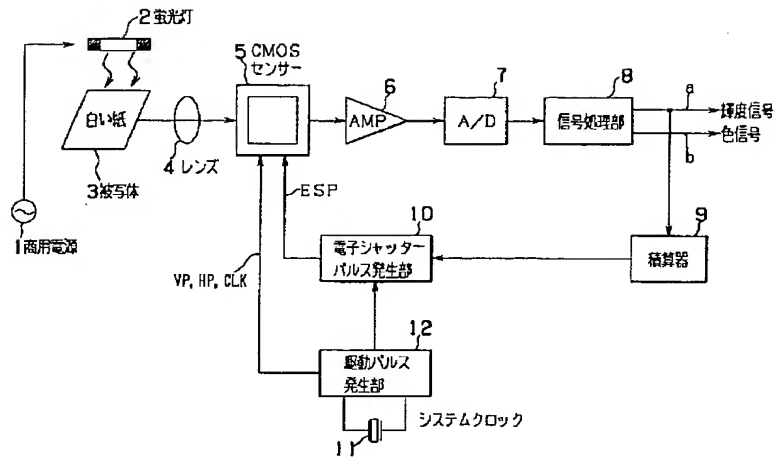 2 蛍光灯
5 CMOS
センサー
6
AMP
7
A/D
8
信号処理部
a
輝度信号
b
色信号
白い紙
4 レンズ
3 被写体
1 商用電源
ESP
VP, HP, CLK
10
電子シャッター
パルス発生部
9
積算器
12
駆動パルス
発生部
システムクロック
11